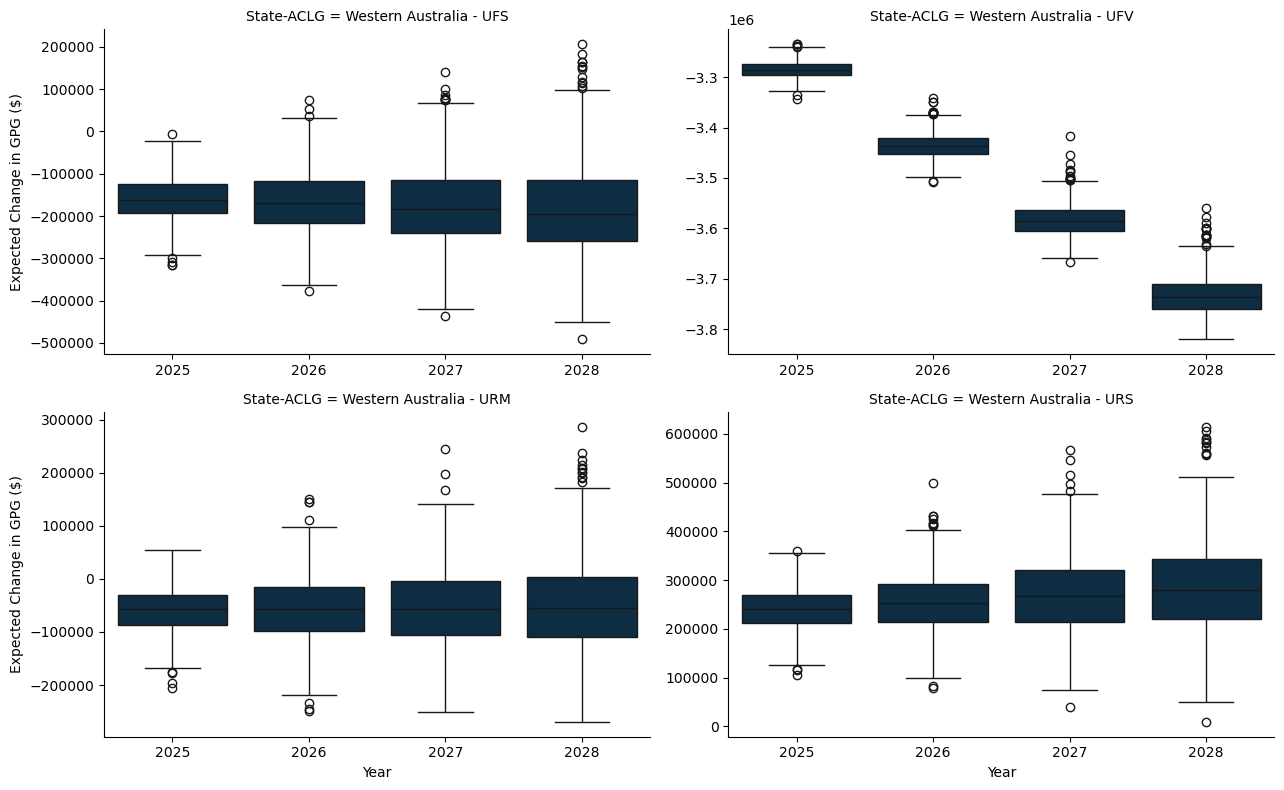 State-ACLG = Western Australia - UFS
Expected Change in GPG ($)
200000
100000
0
−100000
−200000
−300000
−400000
−500000
2025 2026 2027 2028
State-ACLG = Western Australia - UFV
1e6
−3.3
−3.4
−3.5
−3.6
−3.7
−3.8
2025 2026 2027 2028
State-ACLG = Western Australia - URM
Expected Change in GPG ($)
300000
200000
100000
0
−100000
−200000
2025 2026 2027 2028
Year
State-ACLG = Western Australia - URS
600000
500000
400000
300000
200000
100000
0
2025 2026 2027 2028
Year